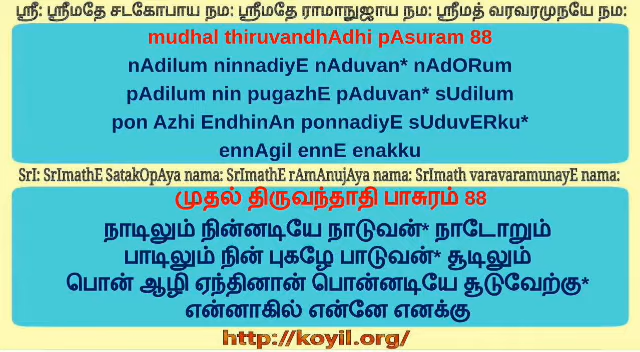 ஸ்ரீ: ஸ்ரீமதே சடகோபாய நம: ஸ்ரீமதே ராமாநுஜாய நம: ஸ்ரீமத் வரவரமுநயே நம:
mudhal thiruvandhAdhi pAsuram 88
nAdilum ninnadiyE nAduvan* nAdORum
pAdilum nin pugazhE pAduvan* sUdilum
pon Azhi EndhinAn ponnadiyE sUduvERku*
ennAgil ennE enakku
SrI: SrImathE SatakOpAya nama: SrImathE rAmAnujAya nama: SrImath varavaramunayE nama:
முதல் திருவந்தாதி பாசுரம் 88
நாடிலும் நின்னடியே நாடுவன்* நாடோறும்
பாடிலும் நின் புகழே பாடுவன்* சூடிலும்
பொன் ஆழி ஏந்தினான் பொன்னடியே சூடுவேற்கு*
என்னாகில் என்னே எனக்கு
http://koyil.org/